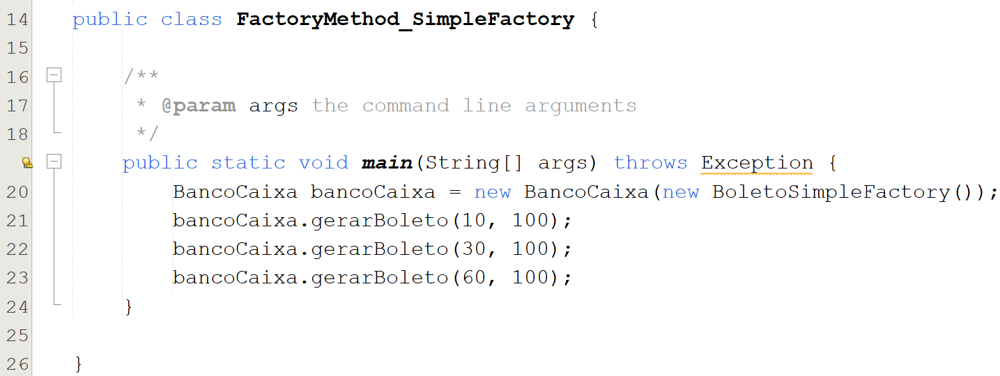 14 public class FactoryMethod_SimpleFactory {
15
16 /**
17 * @param args the command line arguments
18 */
public static void main(String[] args) throws Exception {
20 BancoCaixa bancoCaixa = new BancoCaixa(new BoletoSimpleFactory());
21 bancoCaixa.gerarBoleto(10, 100);
22 bancoCaixa.gerarBoleto(30, 100);
23 bancoCaixa.gerarBoleto(60, 100);
24 }
25
26 }